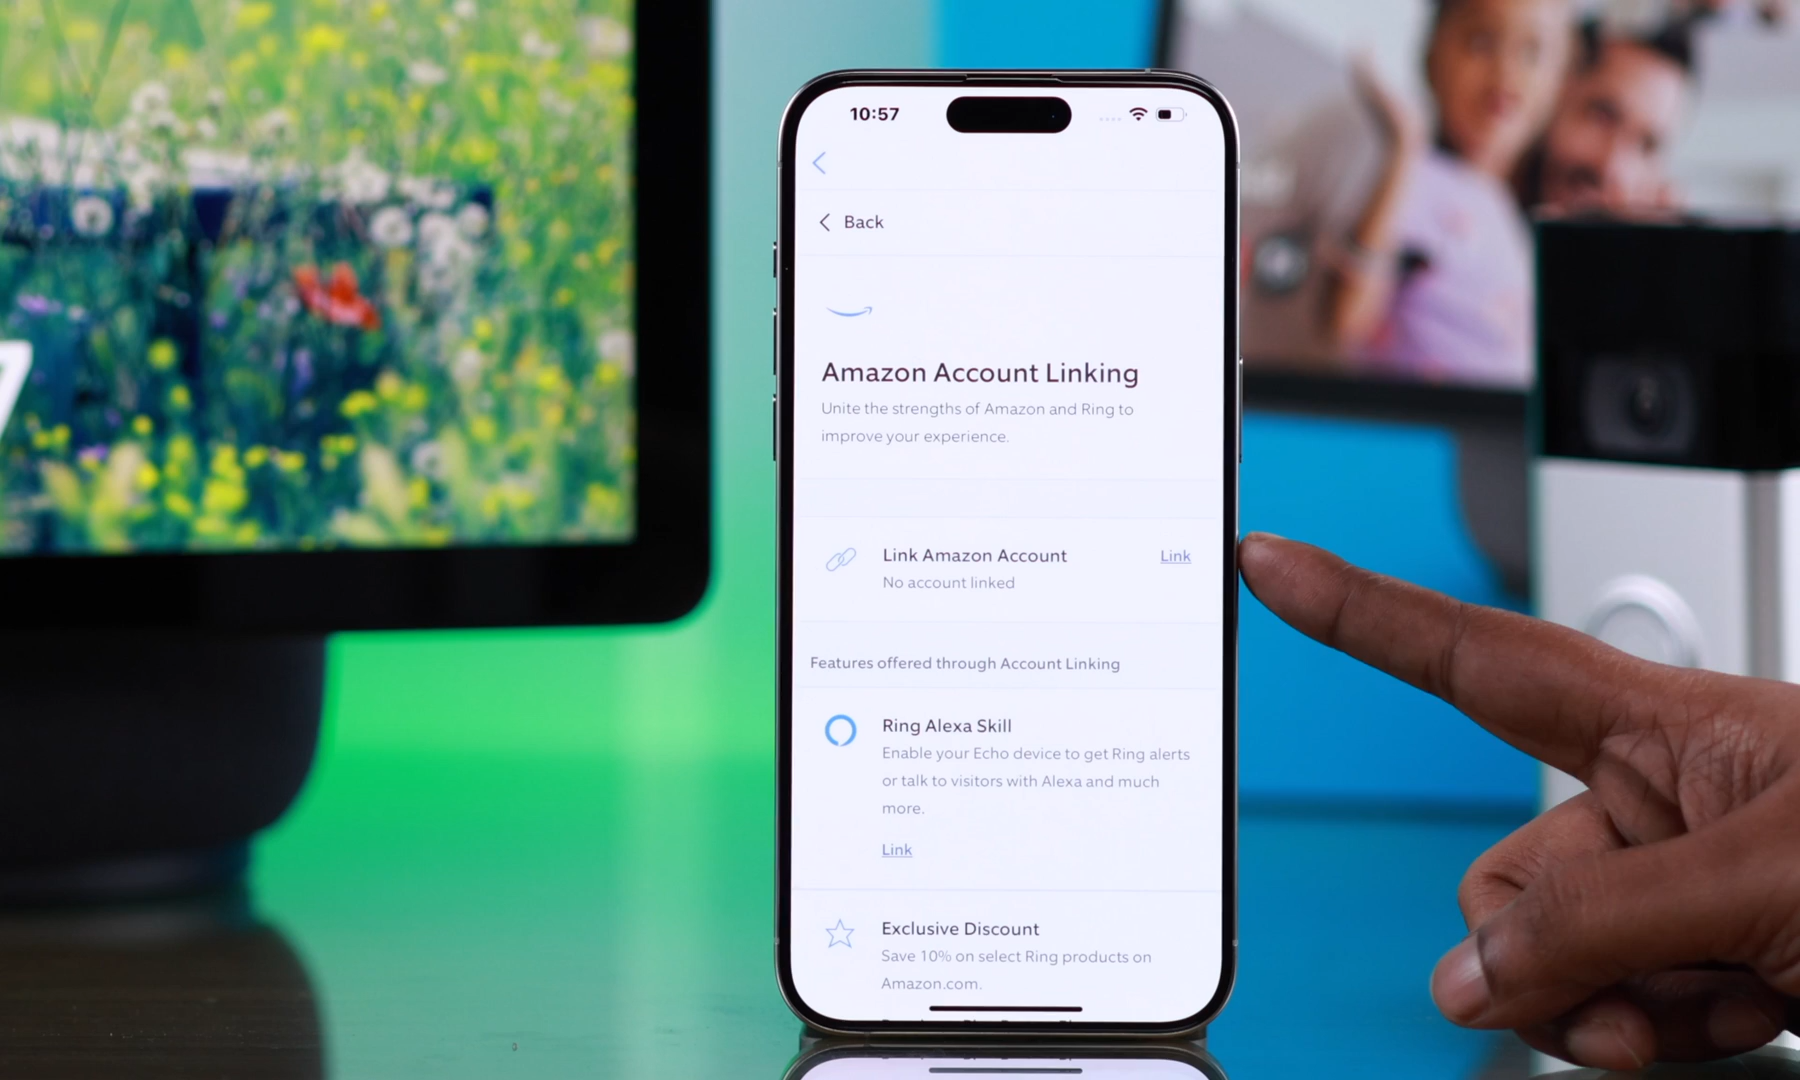 10:57
Back
Amazon Account Linking
Unite the strengths of Amazon and Ring to
improve your experience.
Link Amazon Account
Link
No account linked
Features offered through Account Linking
Ring Alexa Skill
Enable your Echo device to get Ring alerts
or talk to visitors with Alexa and much
more.
Link
Exclusive Discount
Save 10% on select Ring products on
Amazon.com.